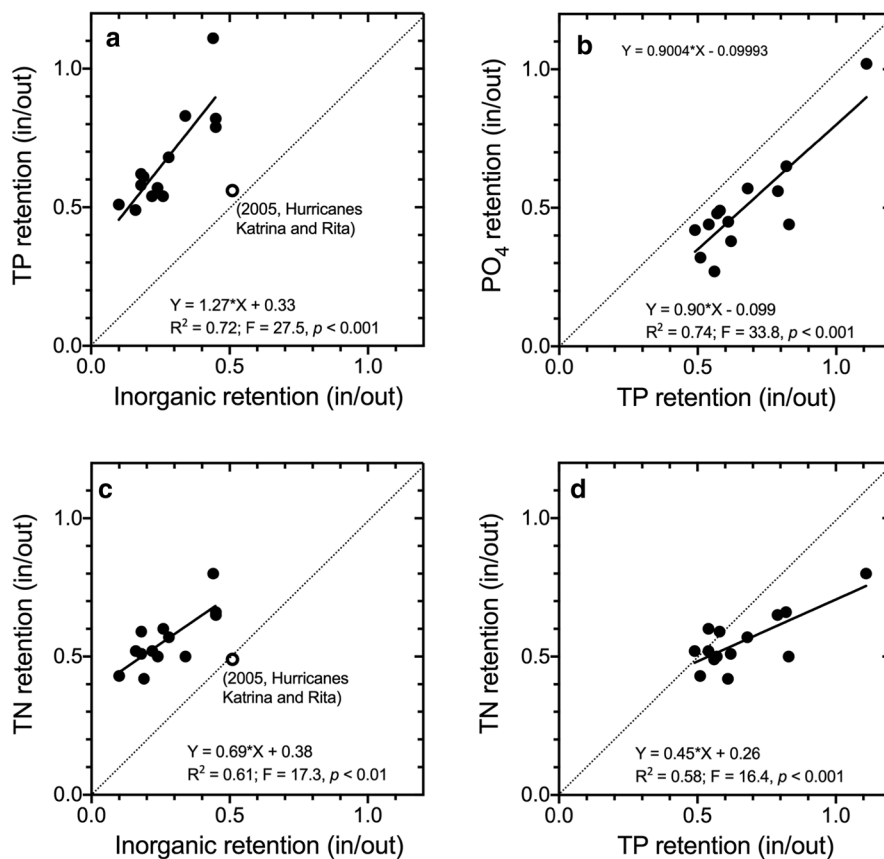 a
TP retention (in/out)
1.0
0.5
0.0
(2005, Hurricanes
Katrina and Rita)
Y = 1.27*X + 0.33
R² = 0.72; F = 27.5, p < 0.001
0.0 0.5 1.0
Inorganic retention (in/out)
b
Y = 0.9004*X - 0.09993
PO₄ retention (in/out)
1.0
0.5
0.0
Y = 0.90*X - 0.099
R² = 0.74; F = 33.8, p < 0.001
0.0 0.5 1.0
TP retention (in/out)
c
TN retention (in/out)
1.0
0.5
0.0
(2005, Hurricanes
Katrina and Rita)
Y = 0.69*X + 0.38
R² = 0.61; F = 17.3, p < 0.01
0.0 0.5 1.0
Inorganic retention (in/out)
d
TN retention (in/out)
1.0
0.5
0.0
Y = 0.45*X + 0.26
R² = 0.58; F = 16.4, p < 0.001
0.0 0.5 1.0
TP retention (in/out)